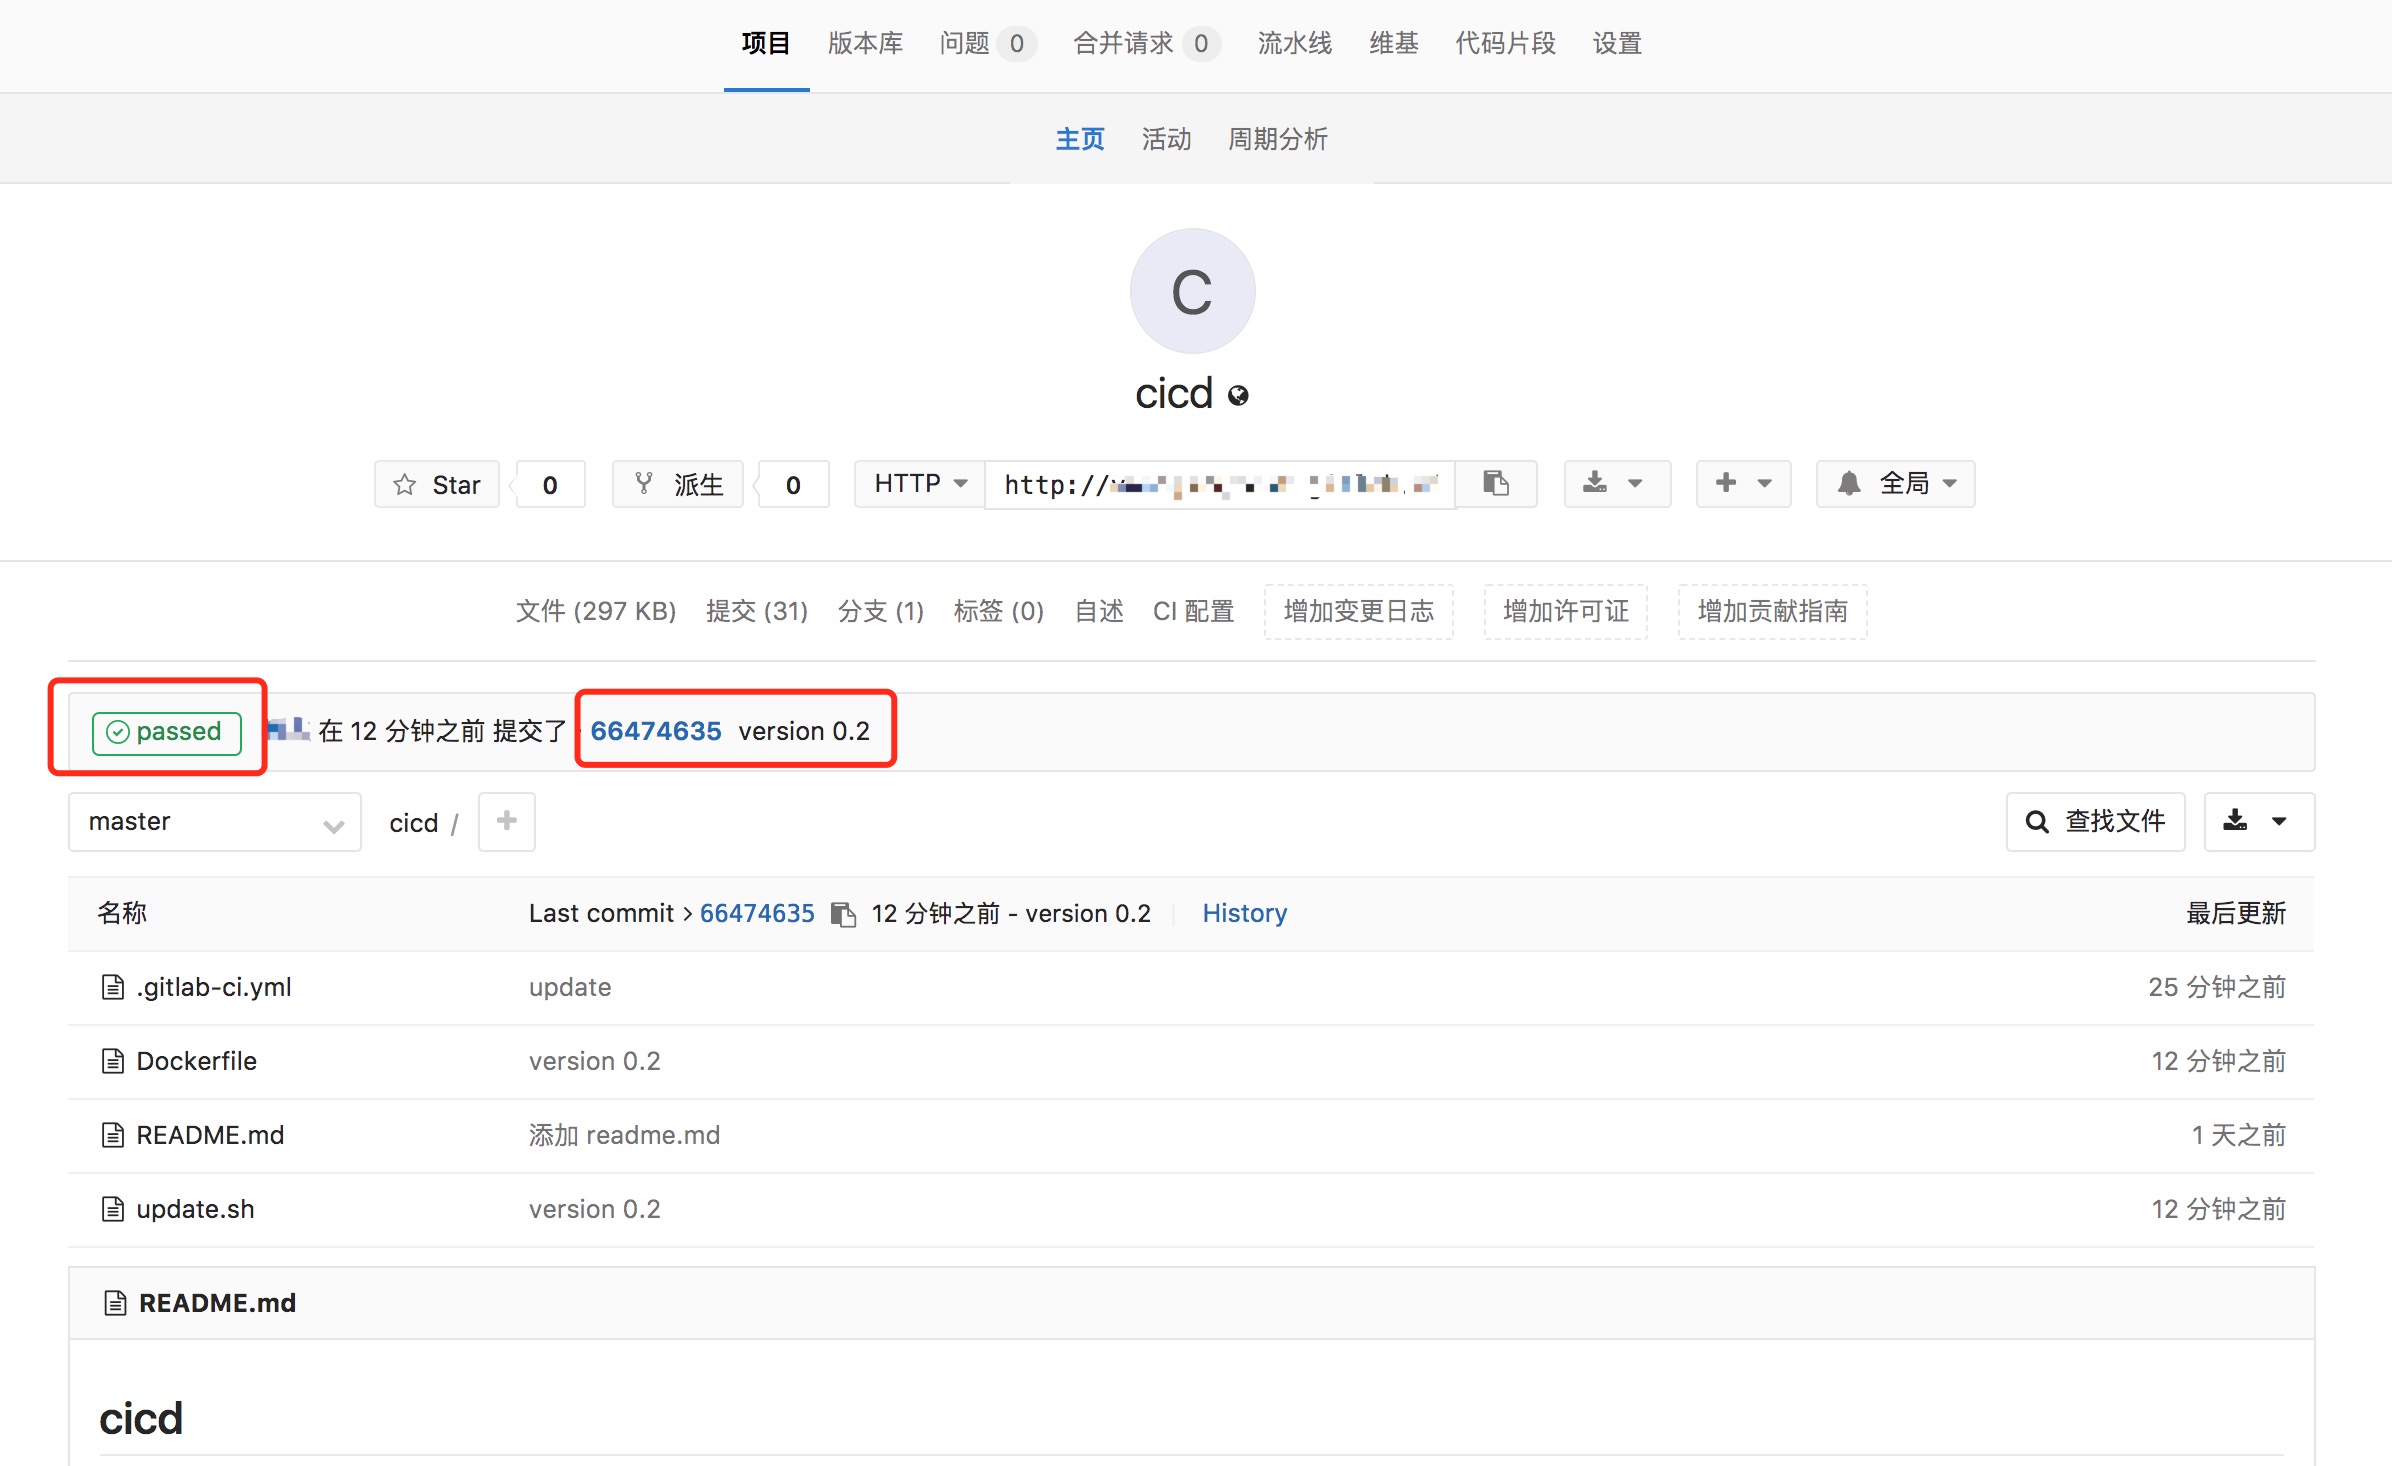 项目 版本库 问题 0 合并请求 0 流水线 维基 代码片段 设置
主页 活动 周期分析
C
cicd
Star 0 派生 0 HTTP http:// 全局
文件 (297 KB) 提交 (31) 分支 (1) 标签 (0) 自述 CI 配置 增加变更日志 增加许可证 增加贡献指南
passed 在 12 分钟之前 提交了 66474635 version 0.2
master cicd / + 查找文件
名称 Last commit > 66474635 12 分钟之前 - version 0.2 History 最后更新
.gitlab-ci.yml update 25 分钟之前
Dockerfile version 0.2 12 分钟之前
README.md 添加 readme.md 1 天之前
update.sh version 0.2 12 分钟之前
README.md
cicd